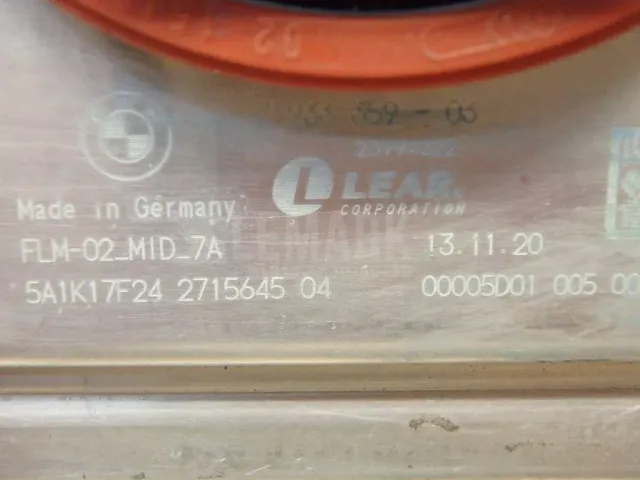 LEAR.
CORPORATION
Made in Germany
FLM-02_MID_7A 13.11.20
5A1K17F24 2715645 04 00005D01 005 00